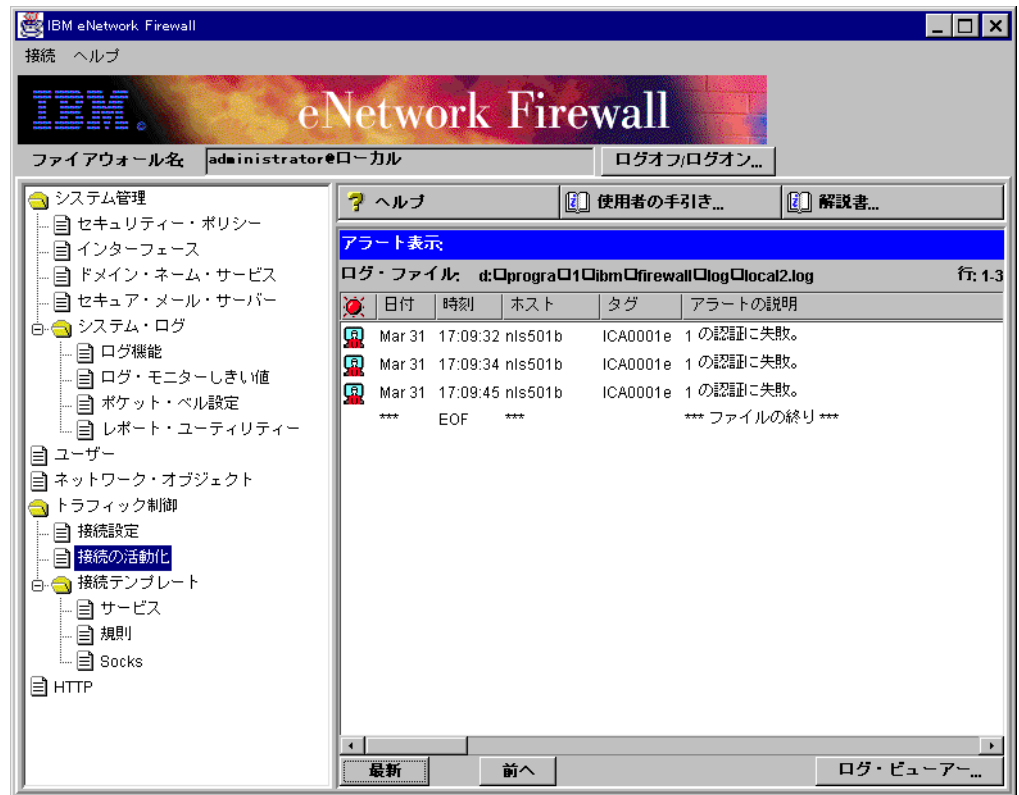 IBM eNetwork Firewall
接続 ヘルプ
IBM. eNetwork Firewall
ファイアウォール名: administrator@ローカル ログオフ/ログオン...
システム管理
セキュリティー・ポリシー
インターフェース
ドメイン・ネーム・サービス
セキュア・メール・サーバー
システム・ログ
ログ機能
ログ・モニターしきい値
ポケット・ベル設定
レポート・ユーティリティー
ユーザー
ネットワーク・オブジェクト
トラフィック制御
接続設定
接続の活動化
接続テンプレート
サービス
規則
Socks
HTTP
? ヘルプ 使用者の手引き... 解説書...
アラート表示:
ログ・ファイル: d:□progra□1□ibm□firewall□log□local2.log 行: 1-3
日付 時刻 ホスト タグ アラートの説明
Mar 31 17:09:32 nls501b ICA0001e 1 の認証に失敗。
Mar 31 17:09:34 nls501b ICA0001e 1 の認証に失敗。
Mar 31 17:09:45 nls501b ICA0001e 1 の認証に失敗。
*** EOF *** *** ファイルの終り ***
最新 前へ ログ・ビューアー...